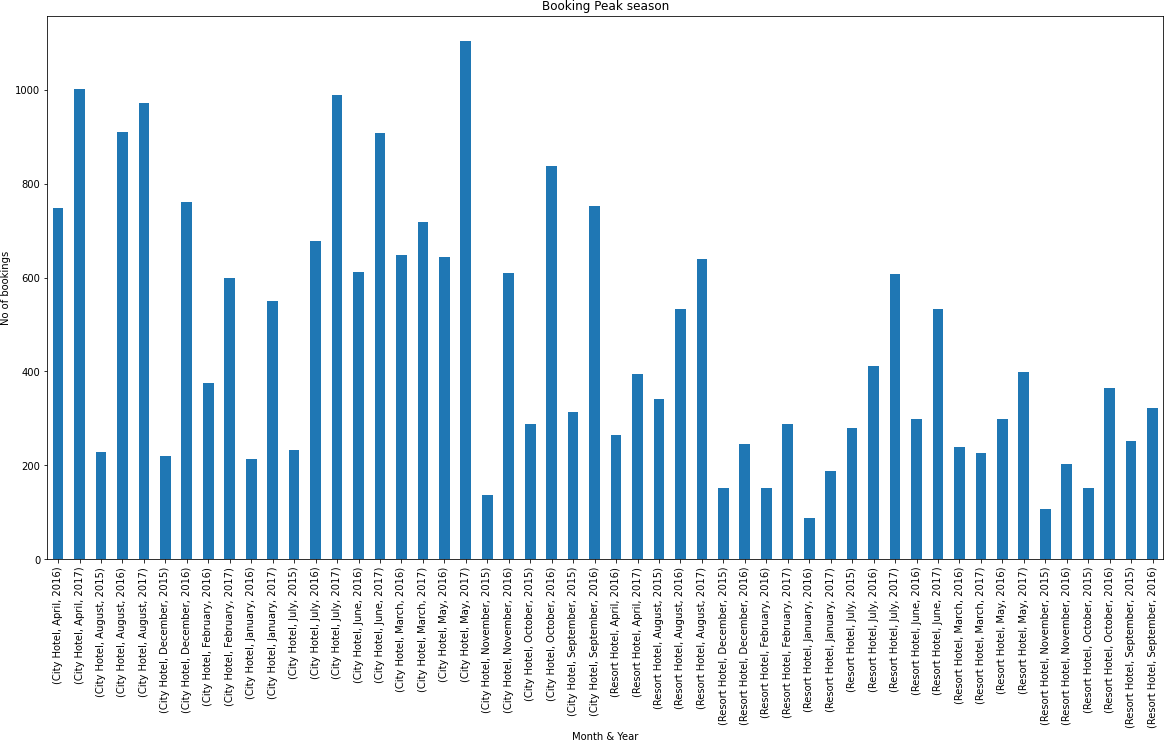 Booking Peak season
1000
800
600
400
200
0
No of bookings
(City Hotel, April, 2016)
(City Hotel, April, 2017)
(City Hotel, August, 2015)
(City Hotel, August, 2016)
(City Hotel, August, 2017)
(City Hotel, December, 2015)
(City Hotel, December, 2016)
(City Hotel, February, 2016)
(City Hotel, February, 2017)
(City Hotel, January, 2016)
(City Hotel, January, 2017)
(City Hotel, July, 2015)
(City Hotel, July, 2016)
(City Hotel, July, 2017)
(City Hotel, June, 2016)
(City Hotel, June, 2017)
(City Hotel, March, 2016)
(City Hotel, March, 2017)
(City Hotel, May, 2016)
(City Hotel, May, 2017)
(City Hotel, November, 2015)
(City Hotel, November, 2016)
(City Hotel, October, 2015)
(City Hotel, October, 2016)
(City Hotel, September, 2015)
(City Hotel, September, 2016)
(Resort Hotel, April, 2016)
(Resort Hotel, April, 2017)
(Resort Hotel, August, 2015)
(Resort Hotel, August, 2016)
(Resort Hotel, August, 2017)
(Resort Hotel, December, 2015)
(Resort Hotel, December, 2016)
(Resort Hotel, February, 2016)
(Resort Hotel, February, 2017)
(Resort Hotel, January, 2016)
(Resort Hotel, January, 2017)
(Resort Hotel, July, 2015)
(Resort Hotel, July, 2016)
(Resort Hotel, July, 2017)
(Resort Hotel, June, 2016)
(Resort Hotel, June, 2017)
(Resort Hotel, March, 2016)
(Resort Hotel, March, 2017)
(Resort Hotel, May, 2016)
(Resort Hotel, May, 2017)
(Resort Hotel, November, 2015)
(Resort Hotel, November, 2016)
(Resort Hotel, October, 2015)
(Resort Hotel, October, 2016)
(Resort Hotel, September, 2015)
(Resort Hotel, September, 2016)
Month & Year